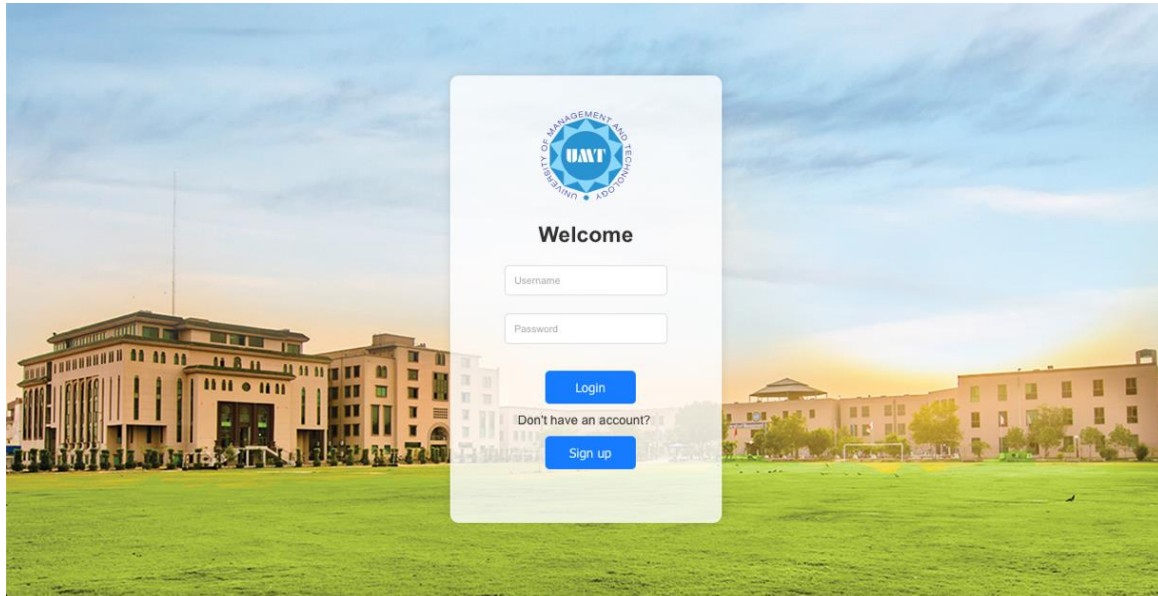 UNIVERSITY OF MANAGEMENT AND TECHNOLOGY
UMT
Welcome
Username
Password
Login
Don't have an account?
Sign up